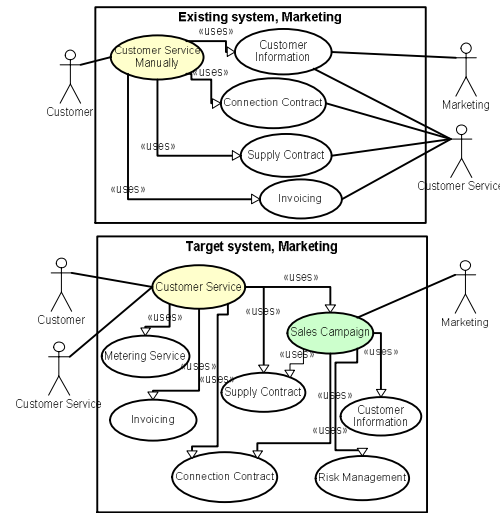 Existing system, Marketing
Customer Service
Manually
«uses»
Customer
Information
«uses»
Connection Contract
Customer
Marketing
«uses»
Supply Contract
Customer Service
«uses»
Invoicing
Target system, Marketing
Customer Service
«uses»
Customer
«uses»
Sales Campaign
Marketing
Metering Service
«uses»
«uses»
«uses»
«uses»
Customer Service
Supply Contract
«uses»
Invoicing
Customer
Information
«uses»
Connection Contract
Risk Management